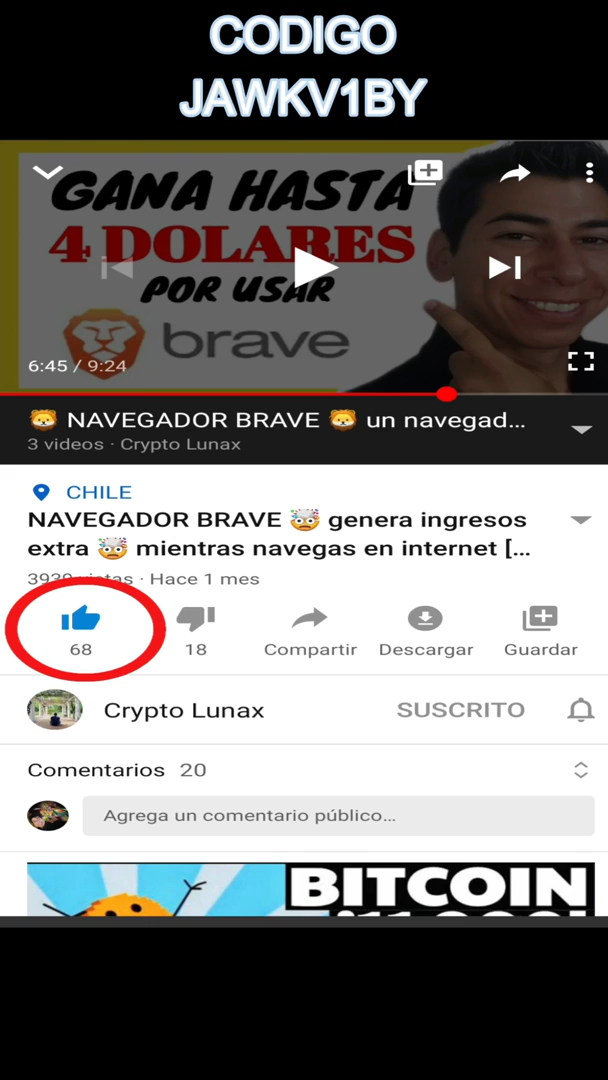 CODIGO
JAWKV1BY
GANA HASTA
4 DOLARES
POR USAR
brave
6:45 / 9:24
🦁 NAVEGADOR BRAVE 🦁 un navegad...
3 videos · Crypto Lunax
CHILE
NAVEGADOR BRAVE 🤯 genera ingresos
extra 🤯 mientras navegas en internet [...
3939 vistas · Hace 1 mes
68
18
Compartir
Descargar
Guardar
Crypto Lunax
SUSCRITO
Comentarios 20
Agrega un comentario público...
BITCOIN